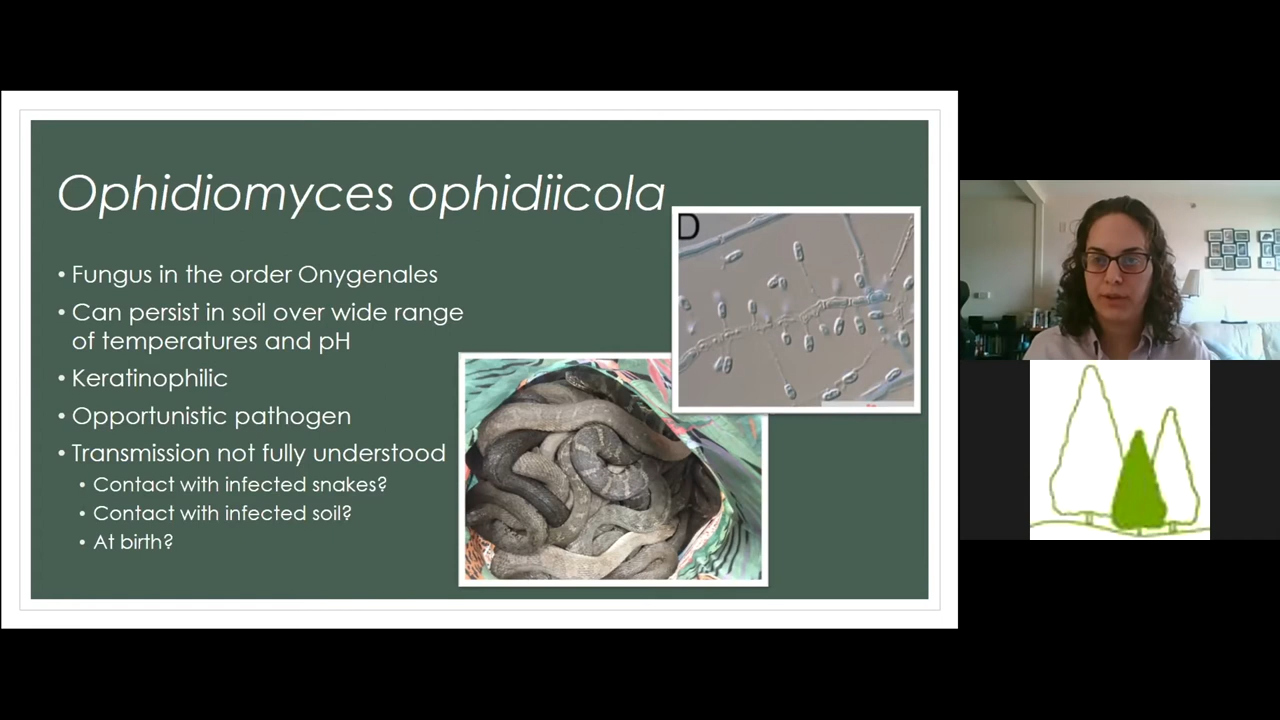 Ophidiomyces ophidiicola
• Fungus in the order Onygenales
• Can persist in soil over wide range
of temperatures and pH
• Keratinophilic
• Opportunistic pathogen
• Transmission not fully understood
• Contact with infected snakes?
• Contact with infected soil?
• At birth?
D